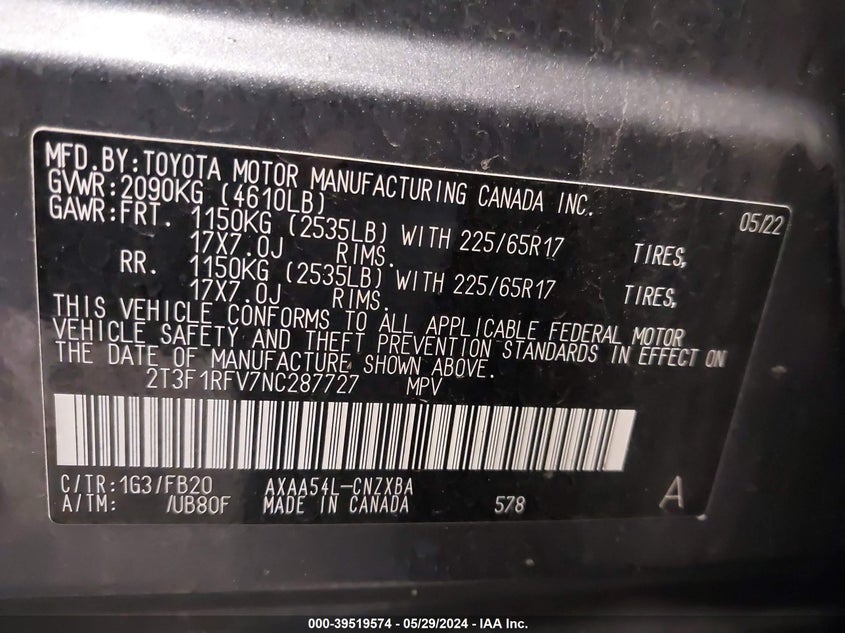 MFD.BY:TOYOTA MOTOR MANUFACTURING CANADA INC.
GVWR:2090KG (4610LB) 05/22
GAWR:FRT. 1150KG (2535LB) WITH 225/65R17 TIRES,
17X7.0J RIMS.
RR. 1150KG (2535LB) WITH 225/65R17 TIRES,
17X7.0J RIMS.
THIS VEHICLE CONFORMS TO ALL APPLICABLE FEDERAL MOTOR
VEHICLE SAFETY AND THEFT PREVENTION STANDARDS IN EFFECT ON
THE DATE OF MANUFACTURE SHOWN ABOVE.
2T3F1RFV7NC287727 MPV
C/TR:1G3/FB20 AXAA54L-CNZXBA
A/TM: /UB80F MADE IN CANADA 578 A
000-39519574 - 05/29/2024 - IAA Inc.